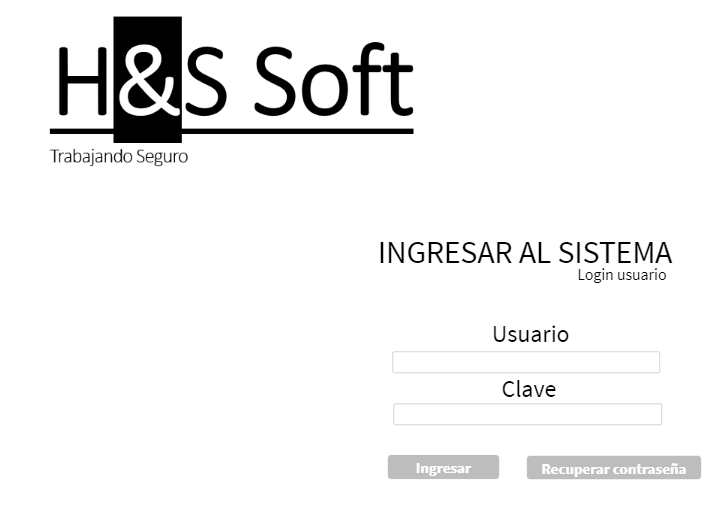 H&S Soft
Trabajando Seguro
INGRESAR AL SISTEMA
Login usuario
Usuario
Clave
Ingresar
Recuperar contraseña